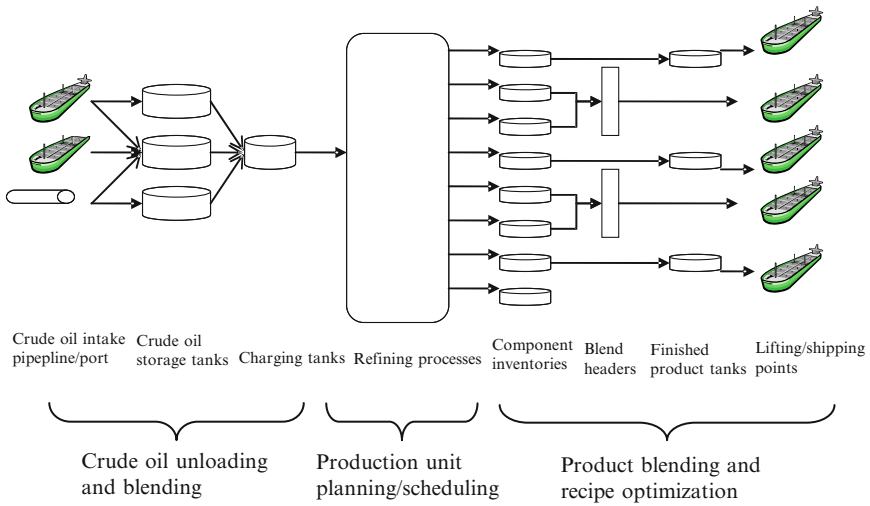 Crude oil intake
pipepline/port
Crude oil
storage tanks
Charging tanks
Refining processes
Component
inventories
Blend
headers
Finished
product tanks
Lifting/shipping
points
Crude oil unloading
and blending
Production unit
planning/scheduling
Product blending and
recipe optimization